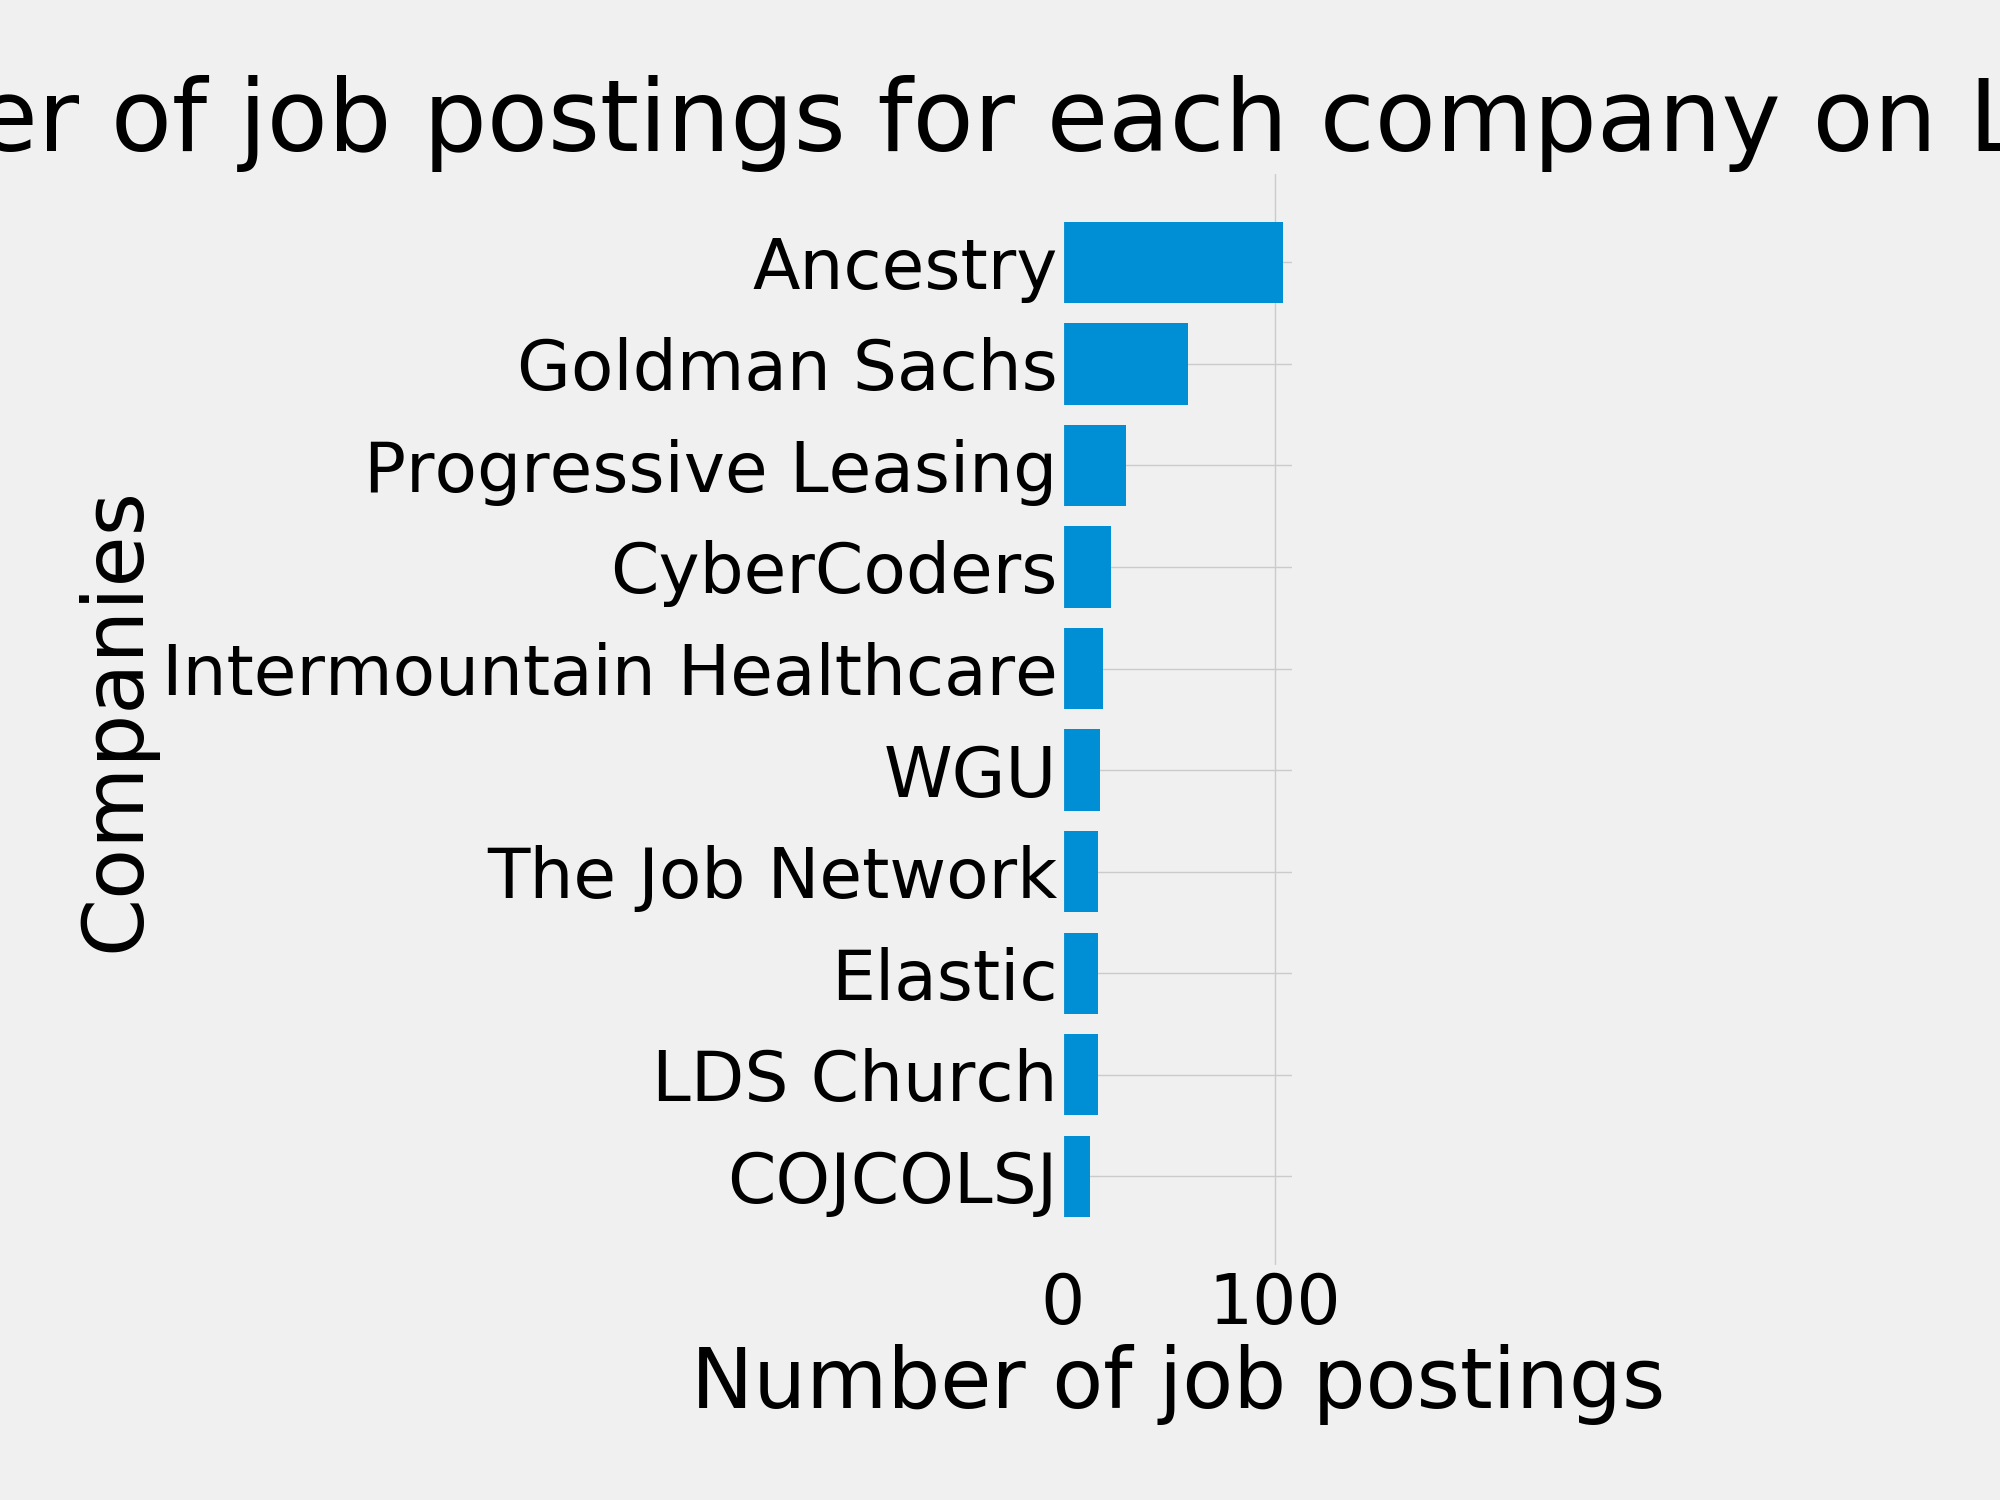 of job postings for each company on
Ancestry
Goldman Sachs
Progressive Leasing
CyberCoders
Intermountain Healthcare
WGU
The Job Network
Elastic
LDS Church
COJCOLSJ
Companies
0 100
Number of job postings